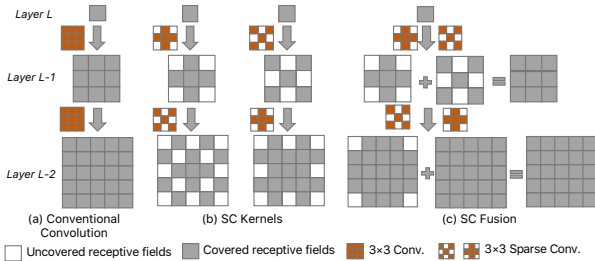 Layer L
Layer L-1
Layer L-2
(a) Conventional
Convolution
(b) SC Kernels
(c) SC Fusion
Uncovered receptive fields
Covered receptive fields
3×3 Conv.
3×3 Sparse Conv.